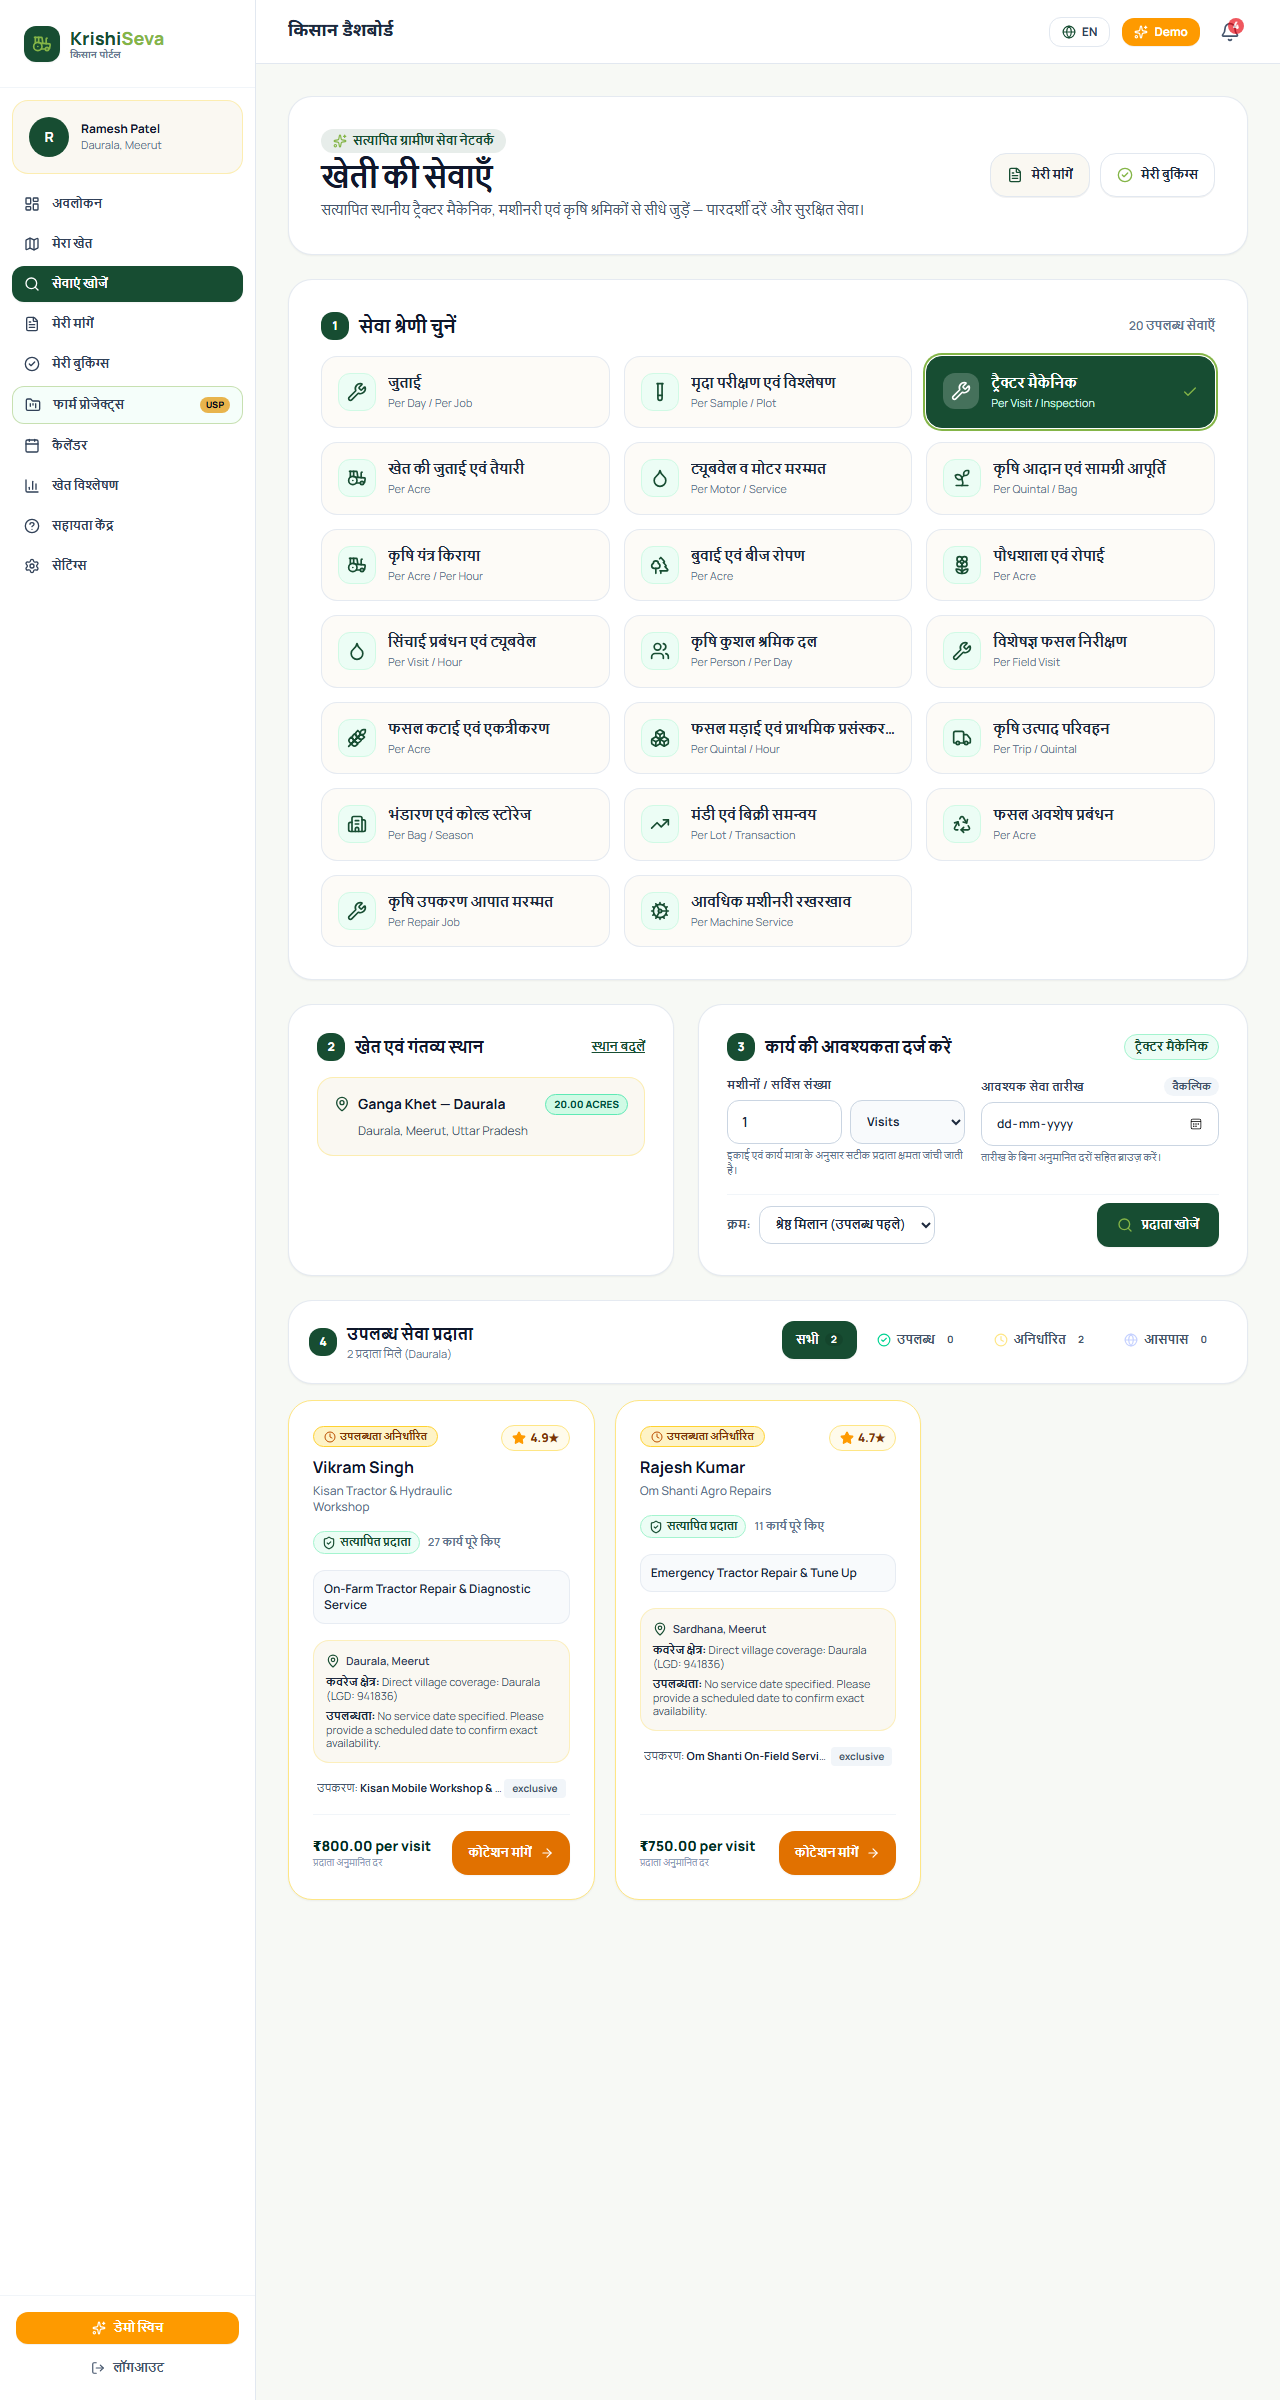 KrishiSeva
किसान पोर्टल
R
Ramesh Patel
Daurala, Meerut
अवलोकन
मेरा खेत
सेवाएं खोजें
मेरी मांगें
मेरी बुकिंग्स
फार्म प्रोजेक्ट्स
USP
कैलेंडर
खेत विश्लेषण
सहायता केंद्र
सेटिंग्स
डेमो स्विच
लॉगआउट
किसान डैशबोर्ड
EN
Demo
4
सत्यापित ग्रामीण सेवा नेटवर्क
खेती की सेवाएँ
सत्यापित स्थानीय ट्रैक्टर मैकेनिक, मशीनरी एवं कृषि श्रमिकों से सीधे जुड़ें — पारदर्शी दरें और सुरक्षित सेवा।
मेरी मांगें
मेरी बुकिंग्स
1
सेवा श्रेणी चुनें
20 उपलब्ध सेवाएँ
जुताई
Per Day / Per Job
मृदा परीक्षण एवं विश्लेषण
Per Sample / Plot
ट्रैक्टर मैकेनिक
Per Visit / Inspection
खेत की जुताई एवं तैयारी
Per Acre
ट्यूबवेल व मोटर मरम्मत
Per Motor / Service
कृषि आदान एवं सामग्री आपूर्ति
Per Quintal / Bag
कृषि यंत्र किराया
Per Acre / Per Hour
बुवाई एवं बीज रोपण
Per Acre
पौधशाला एवं रोपाई
Per Acre
सिंचाई प्रबंधन एवं ट्यूबवेल
Per Visit / Hour
कृषि कुशल श्रमिक दल
Per Person / Per Day
विशेषज्ञ फसल निरीक्षण
Per Field Visit
फसल कटाई एवं एकत्रीकरण
Per Acre
फसल मड़ाई एवं प्राथमिक प्रसंस्कर...
Per Quintal / Hour
कृषि उत्पाद परिवहन
Per Trip / Quintal
भंडारण एवं कोल्ड स्टोरेज
Per Bag / Season
मंडी एवं बिक्री समन्वय
Per Lot / Transaction
फसल अवशेष प्रबंधन
Per Acre
कृषि उपकरण आपात मरम्मत
Per Repair Job
आवधिक मशीनरी रखरखाव
Per Machine Service
2
खेत एवं गंतव्य स्थान
स्थान बदलें
Ganga Khet — Daurala
20.00 ACRES
Daurala, Meerut, Uttar Pradesh
3
कार्य की आवश्यकता दर्ज करें
ट्रैक्टर मैकेनिक
मशीनों / सर्विस संख्या
1
Visits
इकाई एवं कार्य मात्रा के अनुसार सटीक प्रदाता क्षमता जांची जाती
है।
आवश्यक सेवा तारीख
वैकल्पिक
dd-mm-yyyy
तारीख के बिना अनुमानित दरों सहित ब्राउज़ करें।
क्रम:
श्रेष्ठ मिलान (उपलब्ध पहले)
प्रदाता खोजें
4
उपलब्ध सेवा प्रदाता
2 प्रदाता मिले (Daurala)
सभी 2
उपलब्ध 0
अनिर्धारित 2
आसपास 0
उपलब्धता अनिर्धारित
4.9★
Vikram Singh
Kisan Tractor & Hydraulic
Workshop
सत्यापित प्रदाता
27 कार्य पूरे किए
On-Farm Tractor Repair & Diagnostic
Service
Daurala, Meerut
कवरेज क्षेत्र: Direct village coverage: Daurala
(LGD: 941836)
उपलब्धता: No service date specified. Please
provide a scheduled date to confirm exact
availability.
उपकरण: Kisan Mobile Workshop & ...
exclusive
₹800.00 per visit
प्रदाता अनुमानित दर
कोटेशन मांगें
उपलब्धता अनिर्धारित
4.7★
Rajesh Kumar
Om Shanti Agro Repairs
सत्यापित प्रदाता
11 कार्य पूरे किए
Emergency Tractor Repair & Tune Up
Sardhana, Meerut
कवरेज क्षेत्र: Direct village coverage: Daurala
(LGD: 941836)
उपलब्धता: No service date specified. Please
provide a scheduled date to confirm exact
availability.
उपकरण: Om Shanti On-Field Servi...
exclusive
₹750.00 per visit
प्रदाता अनुमानित दर
कोटेशन मांगें